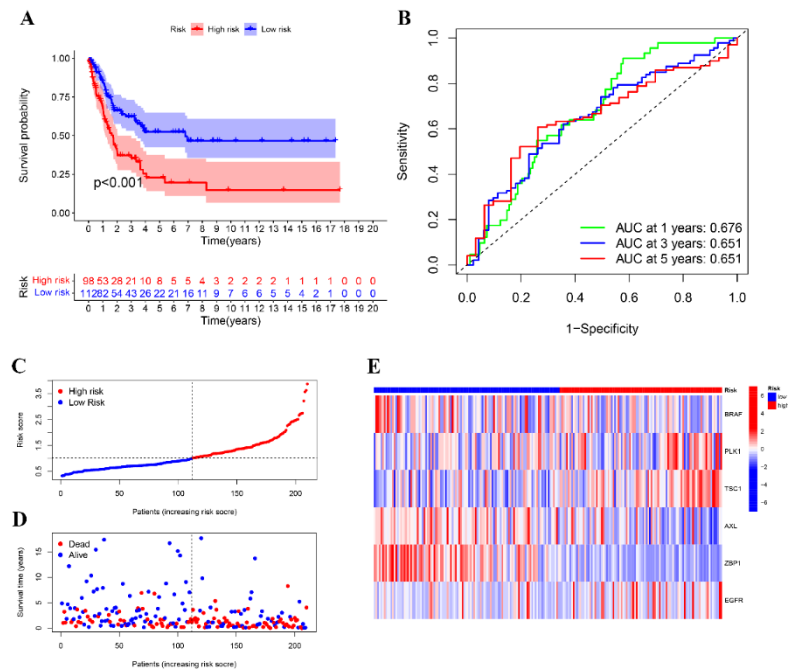 A
Risk High risk Low risk
Survival probability
1.00
0.75
0.50
0.25
0.00
p<0.001
0 1 2 3 4 5 6 7 8 9 10 11 12 13 14 15 16 17 18 19 20
Time(years)
Risk
High risk 98 53 28 21 10 8 5 5 4 3 2 2 2 2 1 1 1 1 0 0 0
Low risk 112 82 54 43 26 22 21 16 11 9 7 6 6 5 5 4 2 1 0 0 0
0 1 2 3 4 5 6 7 8 9 10 11 12 13 14 15 16 17 18 19 20
Time(years)
B
Sensitivity
1.0
0.8
0.6
0.4
0.2
0.0
AUC at 1 years: 0.676
AUC at 3 years: 0.651
AUC at 5 years: 0.651
0.0 0.2 0.4 0.6 0.8 1.0
1-Specificity
C
High risk
Low Risk
Risk score
3.5
2.5
1.5
0.5
0 50 100 150 200
Patients (increasing risk socre)
D
Dead
Alive
Survival time (years)
15
10
5
0
0 50 100 150 200
Patients (increasing risk socre)
E
Risk
BRAF
PLK1
TSC1
AXL
ZBP1
EGFR
6
4
2
0
-2
-4
-6
Risk
low
high